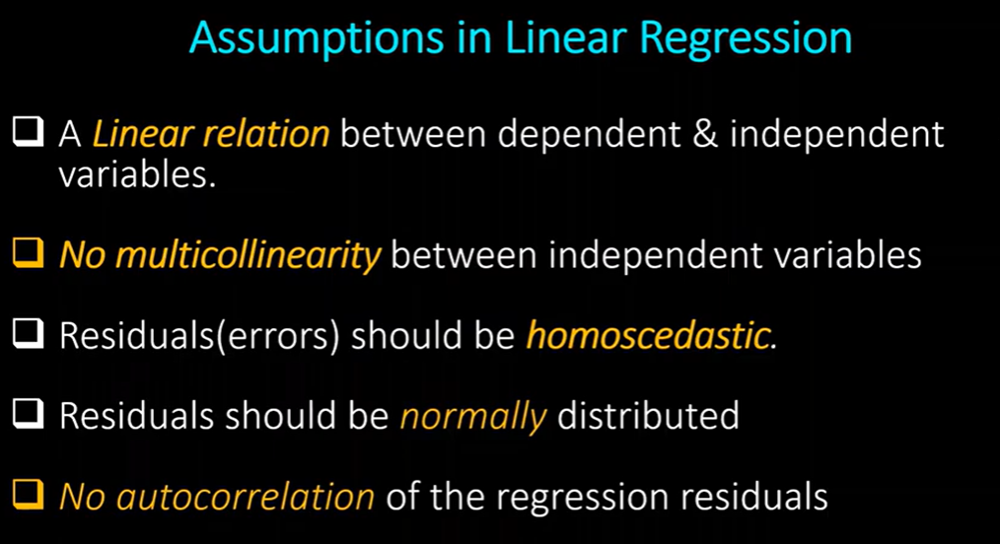 Assumptions in Linear Regression
A Linear relation between dependent & independent
variables.
No multicollinearity between independent variables
Residuals(errors) should be homoscedastic.
Residuals should be normally distributed
No autocorrelation of the regression residuals